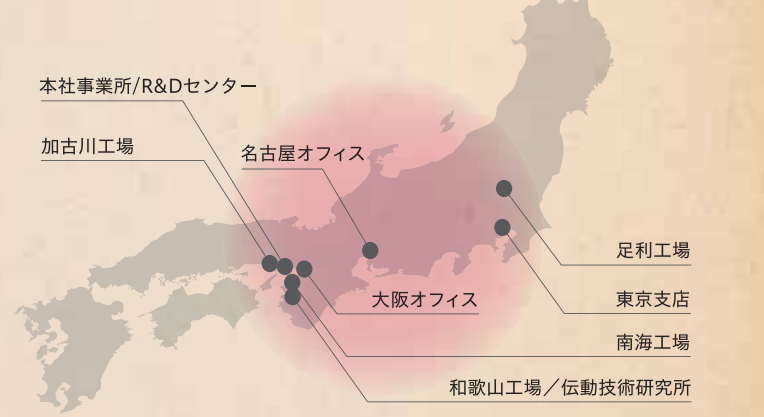 本社事業所/R&Dセンター
加古川工場
名古屋オフィス
足利工場
大阪オフィス
東京支店
南海工場
和歌山工場／伝動技術研究所